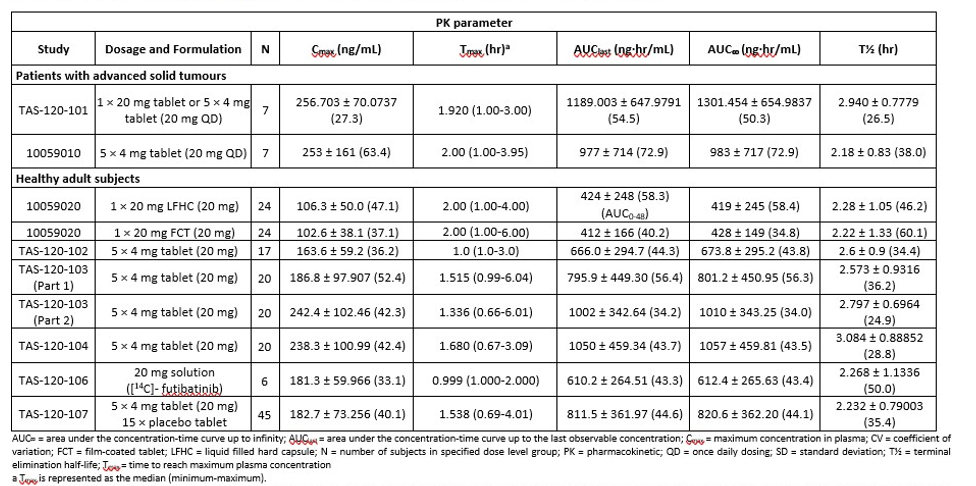 PK parameter
Study Dosage and Formulation N Cmax (ng/mL) Tmax (hr)a AUClast (ng·hr/mL) AUC∞ (ng·hr/mL) T½ (hr)
Patients with advanced solid tumours
TAS-120-101 1 × 20 mg tablet or 5 × 4 mg tablet (20 mg QD) 7 256.703 ± 70.0737 (27.3) 1.920 (1.00-3.00) 1189.003 ± 647.9791 (54.5) 1301.454 ± 654.9837 (50.3) 2.940 ± 0.7779 (26.5)
10059010 5 × 4 mg tablet (20 mg QD) 7 253 ± 161 (63.4) 2.00 (1.00-3.95) 977 ± 714 (72.9) 983 ± 717 (72.9) 2.18 ± 0.83 (38.0)
Healthy adult subjects
10059020 1 × 20 mg LFHC (20 mg) 24 106.3 ± 50.0 (47.1) 2.00 (1.00-4.00) 424 ± 248 (58.3) (AUC0-48) 419 ± 245 (58.4) 2.28 ± 1.05 (46.2)
10059020 1 × 20 mg FCT (20 mg) 24 102.6 ± 38.1 (37.1) 2.00 (1.00-6.00) 412 ± 166 (40.2) 428 ± 149 (34.8) 2.22 ± 1.33 (60.1)
TAS-120-102 5 × 4 mg tablet (20 mg) 17 163.6 ± 59.2 (36.2) 1.0 (1.0-3.0) 666.0 ± 294.7 (44.3) 673.8 ± 295.2 (43.8) 2.6 ± 0.9 (34.4)
TAS-120-103 (Part 1) 5 × 4 mg tablet (20 mg) 20 186.8 ± 97.907 (52.4) 1.515 (0.99-6.04) 795.9 ± 449.30 (56.4) 801.2 ± 450.95 (56.3) 2.573 ± 0.9316 (36.2)
TAS-120-103 (Part 2) 5 × 4 mg tablet (20 mg) 20 242.4 ± 102.46 (42.3) 1.336 (0.66-6.01) 1002 ± 342.64 (34.2) 1010 ± 343.25 (34.0) 2.797 ± 0.6964 (24.9)
TAS-120-104 5 × 4 mg tablet (20 mg) 20 238.3 ± 100.99 (42.4) 1.680 (0.67-3.09) 1050 ± 459.34 (43.7) 1057 ± 459.81 (43.5) 3.084 ± 0.88852 (28.8)
TAS-120-106 20 mg solution ([¹⁴C]- futibatinib) 6 181.3 ± 59.966 (33.1) 0.999 (1.000-2.000) 610.2 ± 264.51 (43.3) 612.4 ± 265.63 (43.4) 2.268 ± 1.1336 (50.0)
TAS-120-107 5 × 4 mg tablet (20 mg) 15 × placebo tablet 45 182.7 ± 73.256 (40.1) 1.538 (0.69-4.01) 811.5 ± 361.97 (44.6) 820.6 ± 362.20 (44.1) 2.232 ± 0.79003 (35.4)
AUC∞ = area under the concentration-time curve up to infinity; AUClast = area under the concentration-time curve up to the last observable concentration; Cmax = maximum concentration in plasma; CV = coefficient of
variation; FCT = film-coated tablet; LFHC = liquid filled hard capsule; N = number of subjects in specified dose level group; PK = pharmacokinetic; QD = once daily dosing; SD = standard deviation; T½ = terminal
elimination half-life; Tmax = time to reach maximum plasma concentration
a Tmax is represented as the median (minimum-maximum).